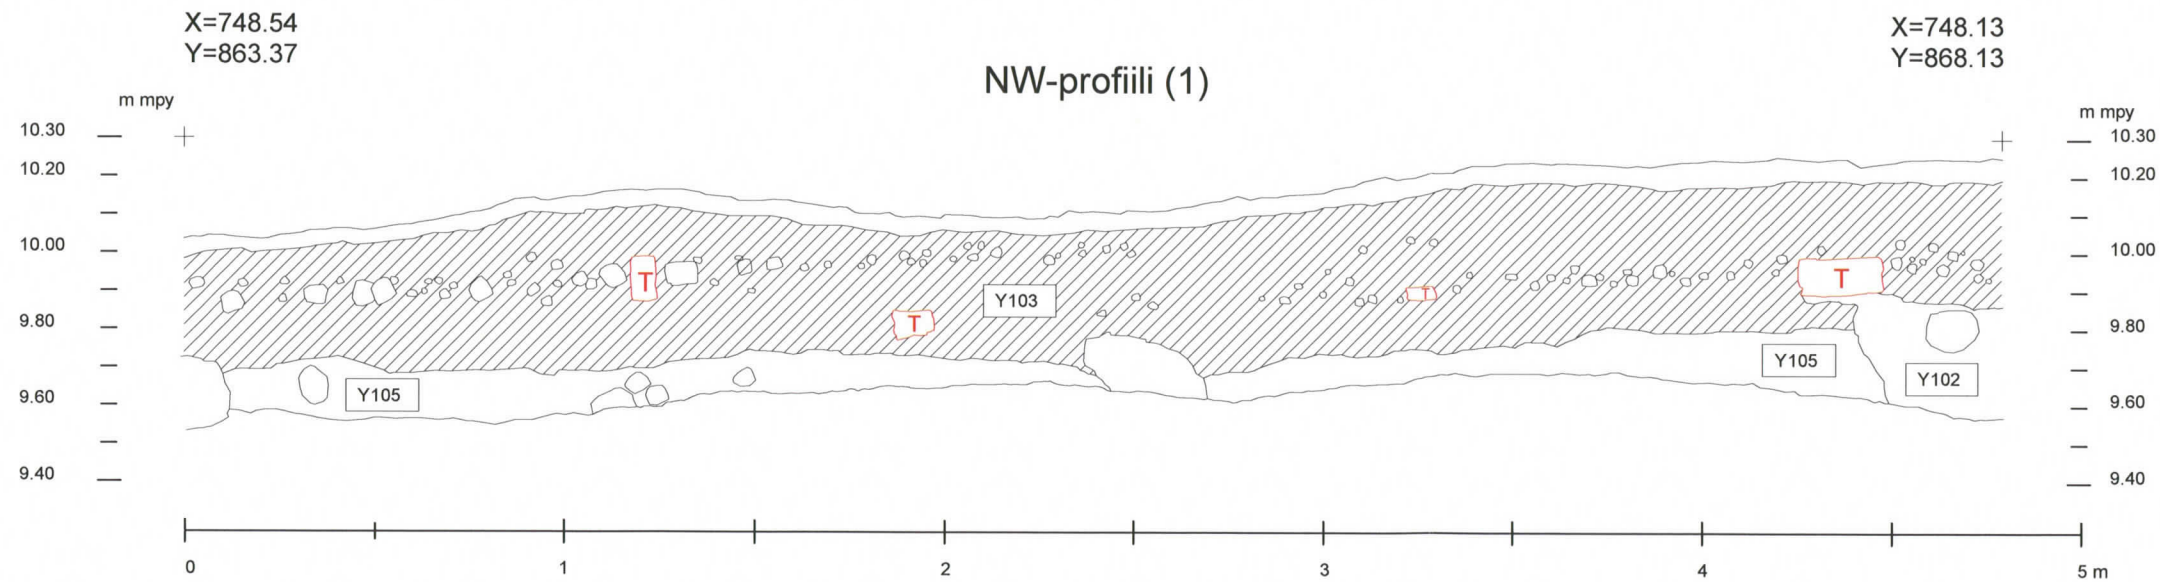 X=748.54
Y=863.37
X=748.13
Y=868.13
NW-profiili (1)
m mpy
m mpy
10.30
10.30
10.20
10.20
10.00
10.00
T
T
T
T
Y103
9.80
9.80
Y105
Y102
Y105
9.60
9.60
9.40
9.40
0
1
2
3
4
5 m